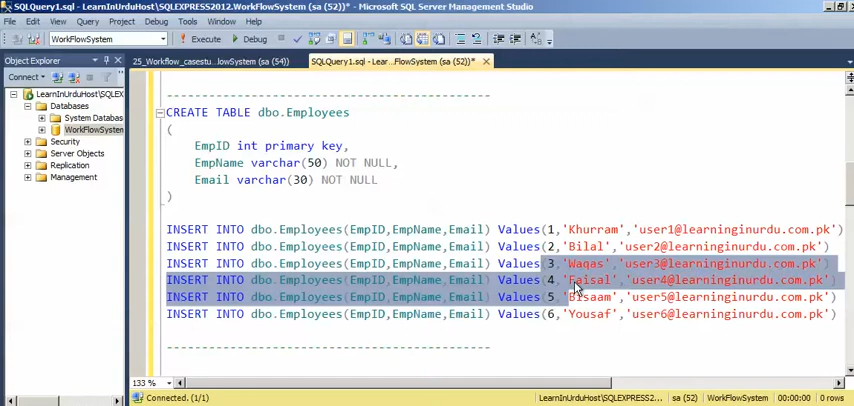 SQLQuery1.sql - LearnInUrduHost\SQLEXPRESS2012.WorkFlowSystem (sa (52))* - Microsoft SQL Server Management Studio
File Edit View Query Project Debug Tools Window Help
WorkFlowSystem Execute Debug
Object Explorer
25_Workflow_casestu...lowSystem (sa (54))
SQLQuery1.sql - Lear...FlowSystem (sa (52))*
Connect
LearnInUrduHost\SQLEX
Databases
System Databas
WorkFlowSystem
Security
Server Objects
Replication
Management
---------------------------------------------
CREATE TABLE dbo.Employees
(
EmpID int primary key,
EmpName varchar(50) NOT NULL,
Email varchar(30) NOT NULL
)
INSERT INTO dbo.Employees(EmpID,EmpName,Email) Values(1,'Khurram','user1@learninginurdu.com.pk')
INSERT INTO dbo.Employees(EmpID,EmpName,Email) Values(2,'Bilal','user2@learninginurdu.com.pk')
INSERT INTO dbo.Employees(EmpID,EmpName,Email) Values(3,'Waqas','user3@learninginurdu.com.pk')
INSERT INTO dbo.Employees(EmpID,EmpName,Email) Values(4,'Faisal','user4@learninginurdu.com.pk')
INSERT INTO dbo.Employees(EmpID,EmpName,Email) Values(5,'Bisaam','user5@learninginurdu.com.pk')
INSERT INTO dbo.Employees(EmpID,EmpName,Email) Values(6,'Yousaf','user6@learninginurdu.com.pk')
---------------------------------------------
133 %
Connected. (1/1)
LearnInUrduHost\SQLEXPRESS2... sa (52) WorkFlowSystem 00:00:00 0 rows